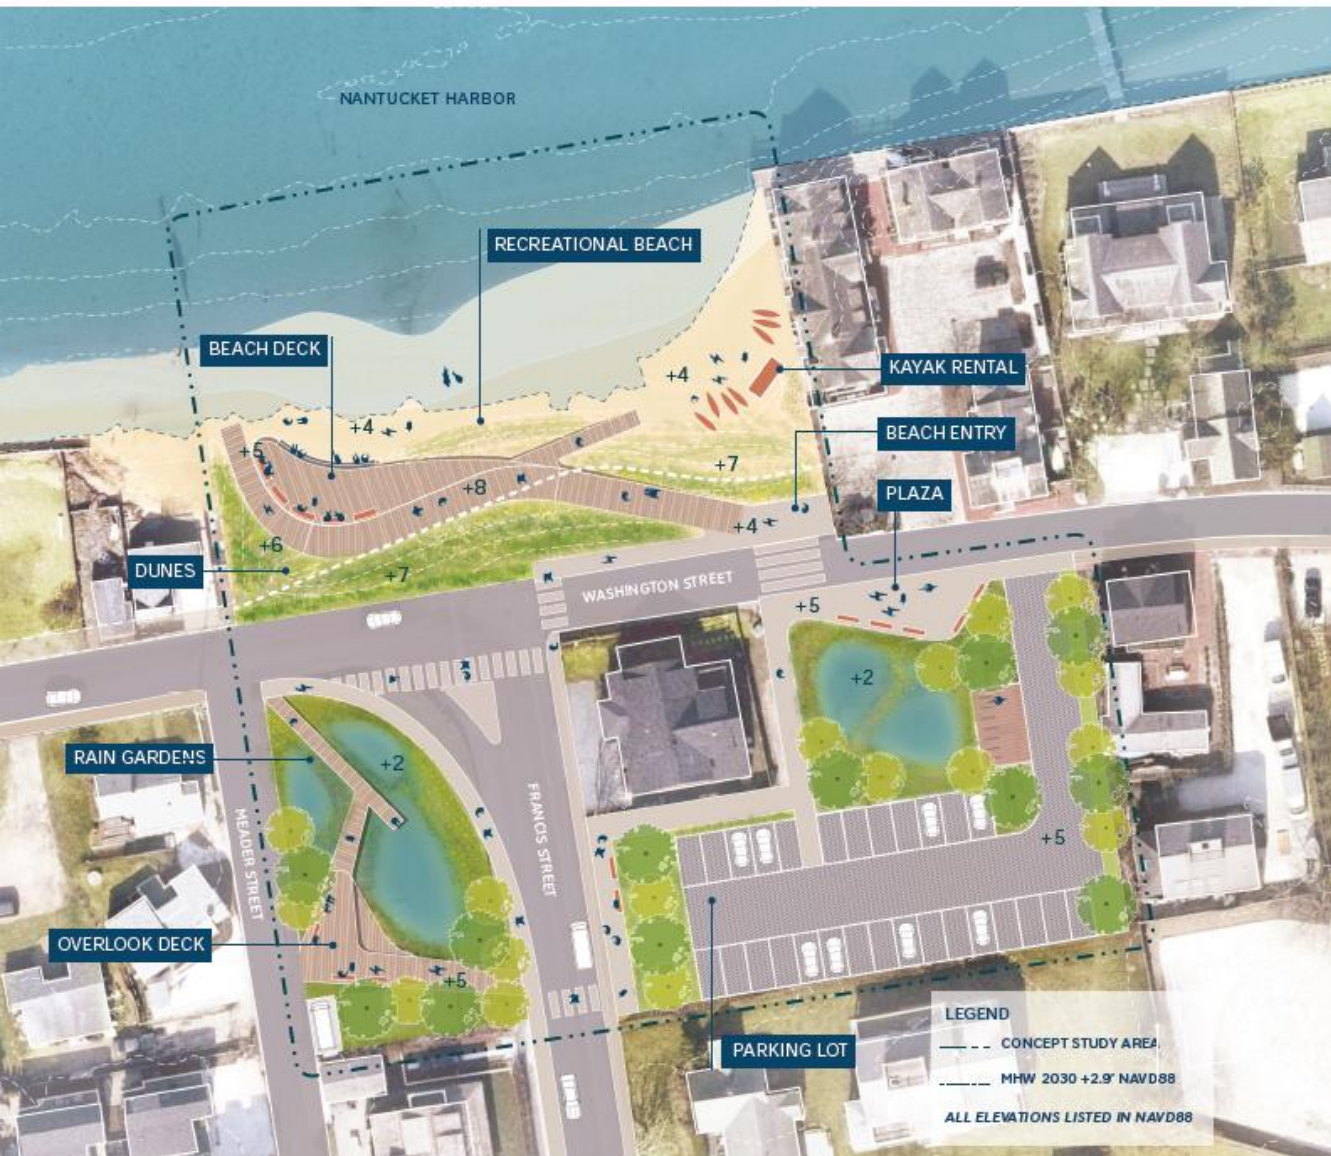 NANTUCKET HARBOR
RECREATIONAL BEACH
BEACH DECK
KAYAK RENTAL
+4
+4
BEACH ENTRY
+5
+7
+8
PLAZA
+4
+6
DUNES
+7
WASHINGTON STREET
+5
+2
RAIN GARDENS
+2
FRANCIS STREET
MEADER STREET
+5
OVERLOOK DECK
+5
PARKING LOT
LEGEND
CONCEPT STUDY AREA
MHW 2030 +2.9' NAVD88
ALL ELEVATIONS LISTED IN NAVD88